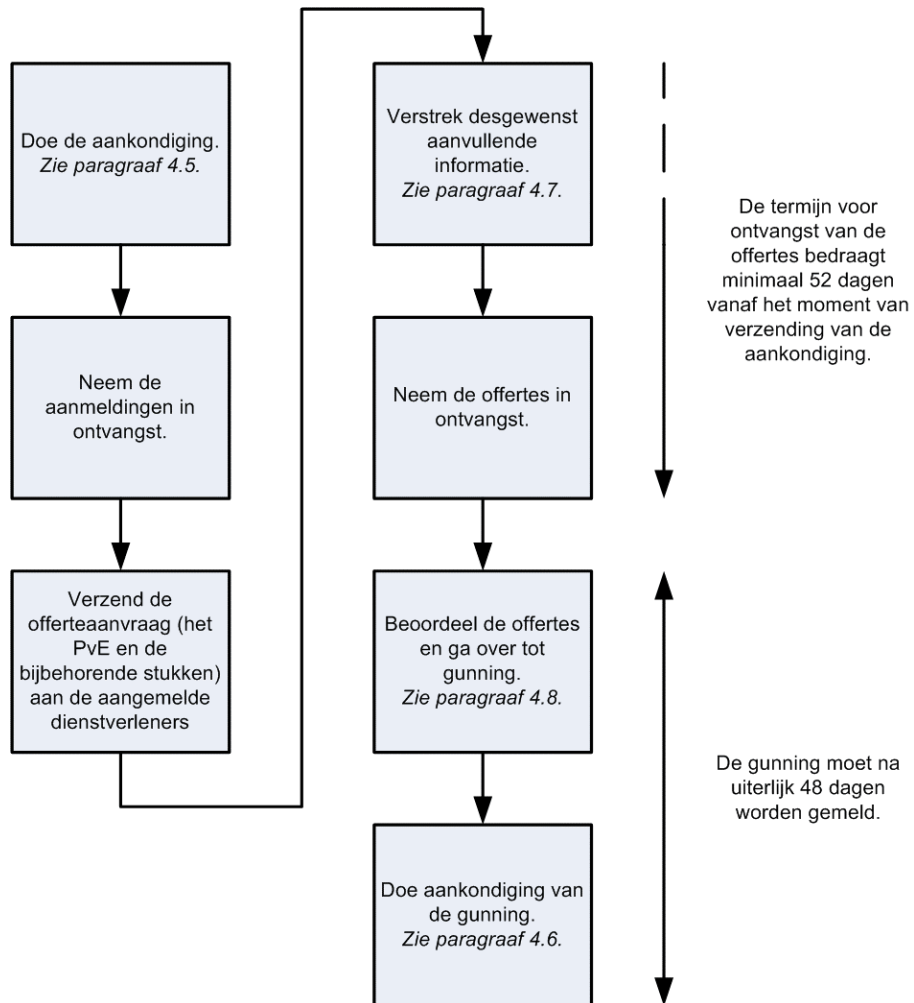 Doe de aankondiging.
Zie paragraaf 4.5.
Neem de
aanmeldingen in
ontvangst.
Verzend de
offerteaanvraag (het
PvE en de
bijbehorende stukken)
aan de aangemelde
dienstverleners
Verstrek desgewenst
aanvullende
informatie.
Zie paragraaf 4.7.
Neem de offertes in
ontvangst.
Beoordeel de offertes
en ga over tot
gunning.
Zie paragraaf 4.8.
Doe aankondiging van
de gunning.
Zie paragraaf 4.6.
De termijn voor
ontvangst van de
offertes bedraagt
minimaal 52 dagen
vanaf het moment van
verzending van de
aankondiging.
De gunning moet na
uiterlijk 48 dagen
worden gemeld.